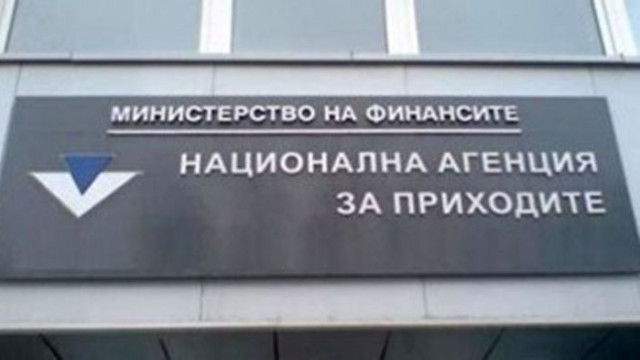 МИНИСТЕРСТВО НА ФИНАНСИТЕ
НАЦИОНАЛНА АГЕНЦИЯ
ЗА ПРИХОДИТЕ